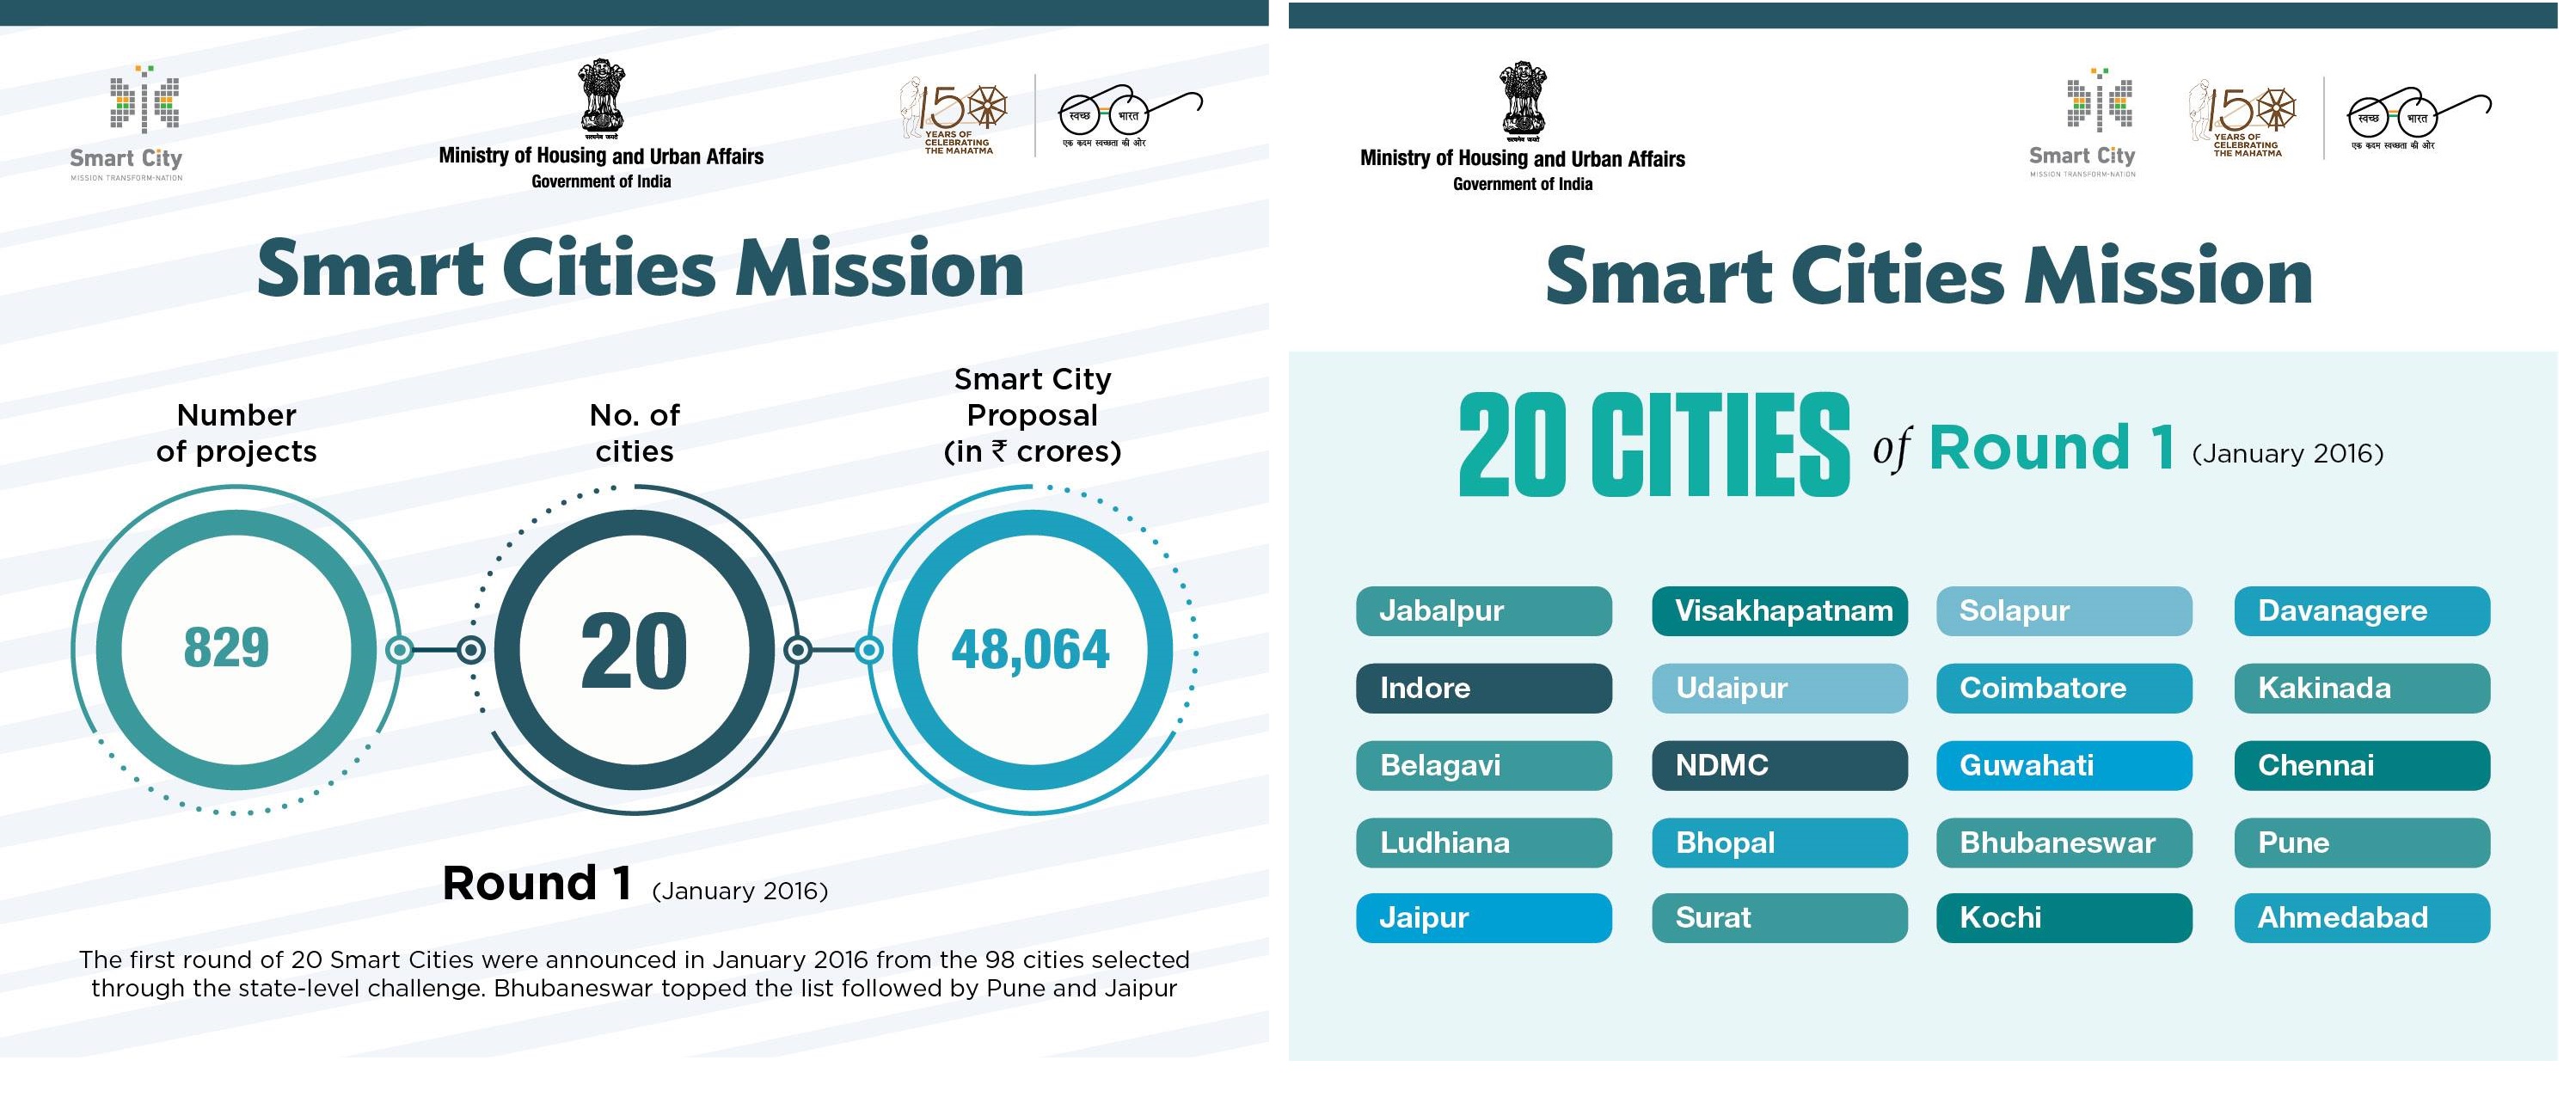 Smart City
MISSION TRANSFORM-NATION
सत्यमेव जयते
Ministry of Housing and Urban Affairs
Government of India
150
YEARS OF
CELEBRATING
THE MAHATMA
स्वच्छ भारत
एक कदम स्वच्छता की ओर
Smart Cities Mission
Number
of projects
829
No. of
cities
20
Smart City
Proposal
(in ₹ crores)
48,064
Round 1 (January 2016)
The first round of 20 Smart Cities were announced in January 2016 from the 98 cities selected
through the state-level challenge. Bhubaneswar topped the list followed by Pune and Jaipur
सत्यमेव जयते
Ministry of Housing and Urban Affairs
Government of India
Smart City
MISSION TRANSFORM-NATION
150
YEARS OF
CELEBRATING
THE MAHATMA
स्वच्छ भारत
एक कदम स्वच्छता की ओर
Smart Cities Mission
20 CITIES of Round 1 (January 2016)
Jabalpur Visakhapatnam Solapur Davanagere
Indore Udaipur Coimbatore Kakinada
Belagavi NDMC Guwahati Chennai
Ludhiana Bhopal Bhubaneswar Pune
Jaipur Surat Kochi Ahmedabad